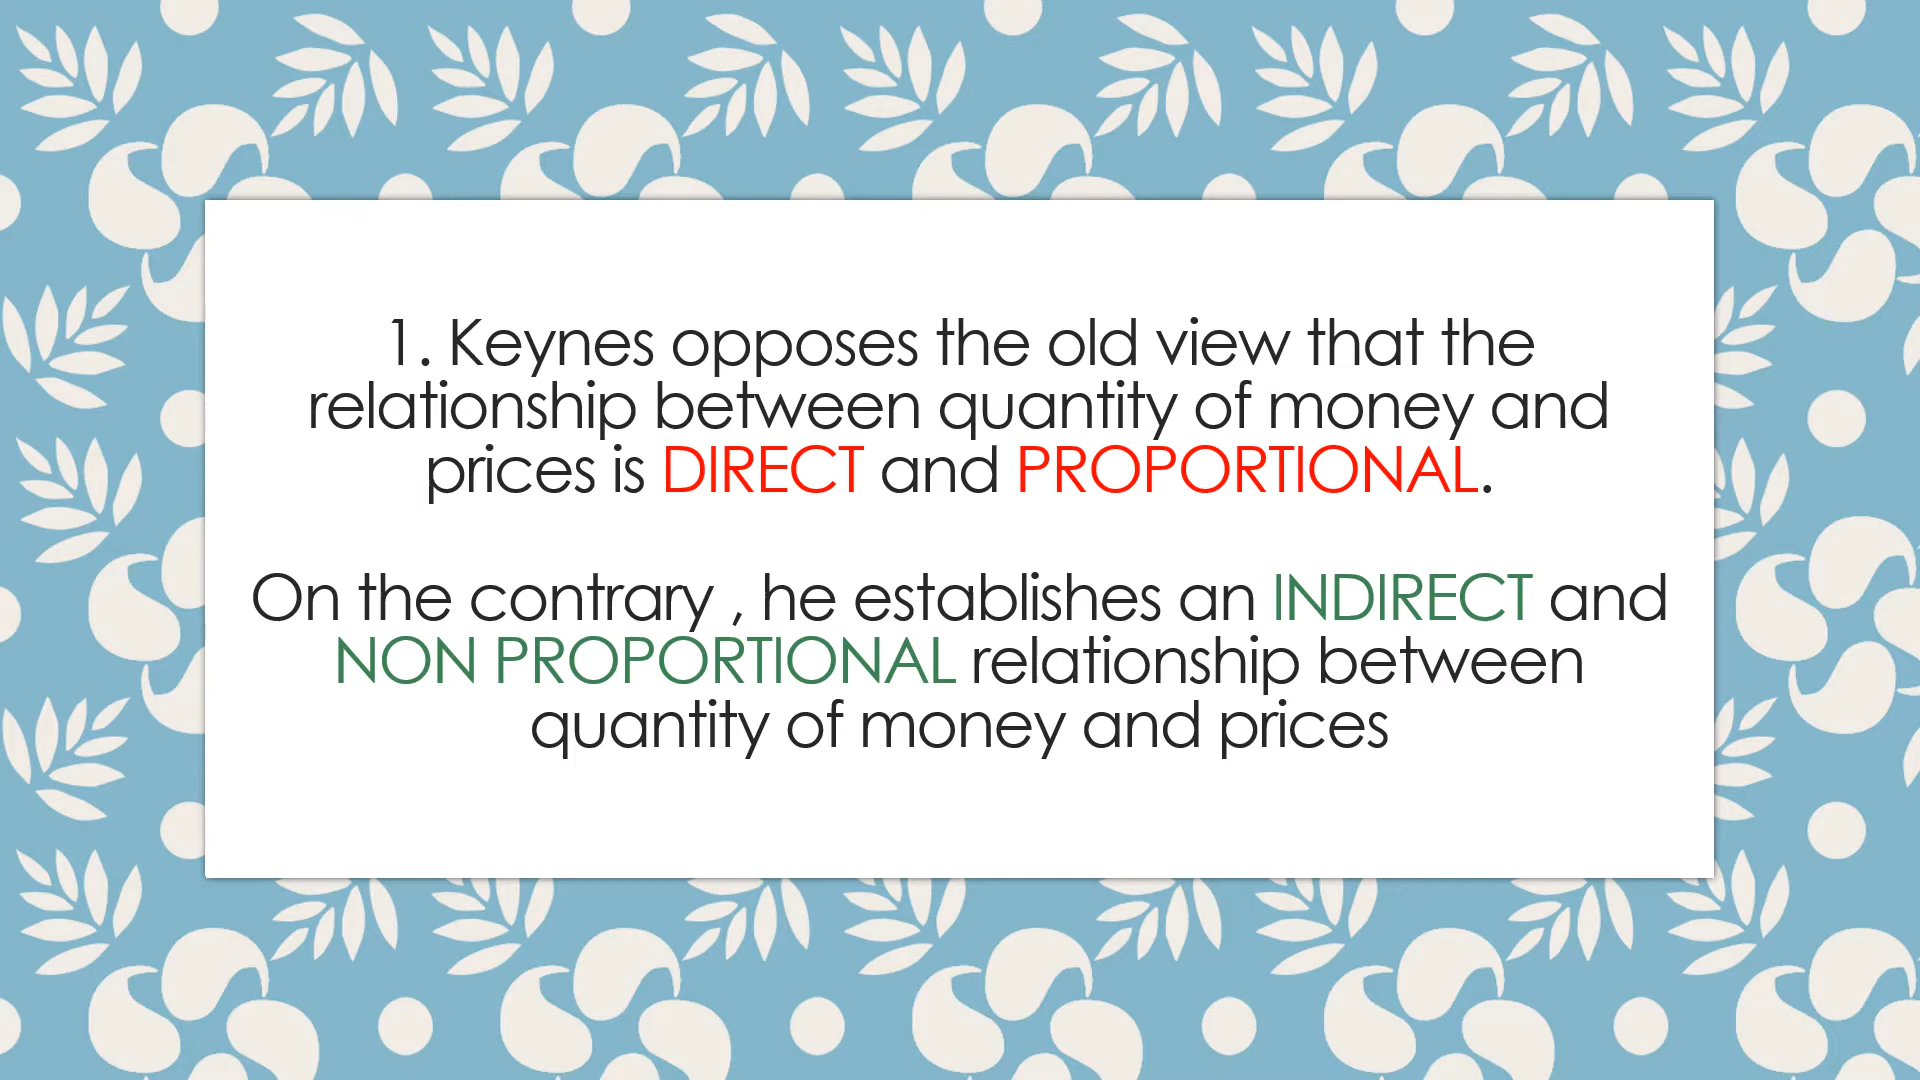 1. Keynes opposes the old view that the
relationship between quantity of money and
prices is DIRECT and PROPORTIONAL.
On the contrary , he establishes an INDIRECT and
NON PROPORTIONAL relationship between
quantity of money and prices